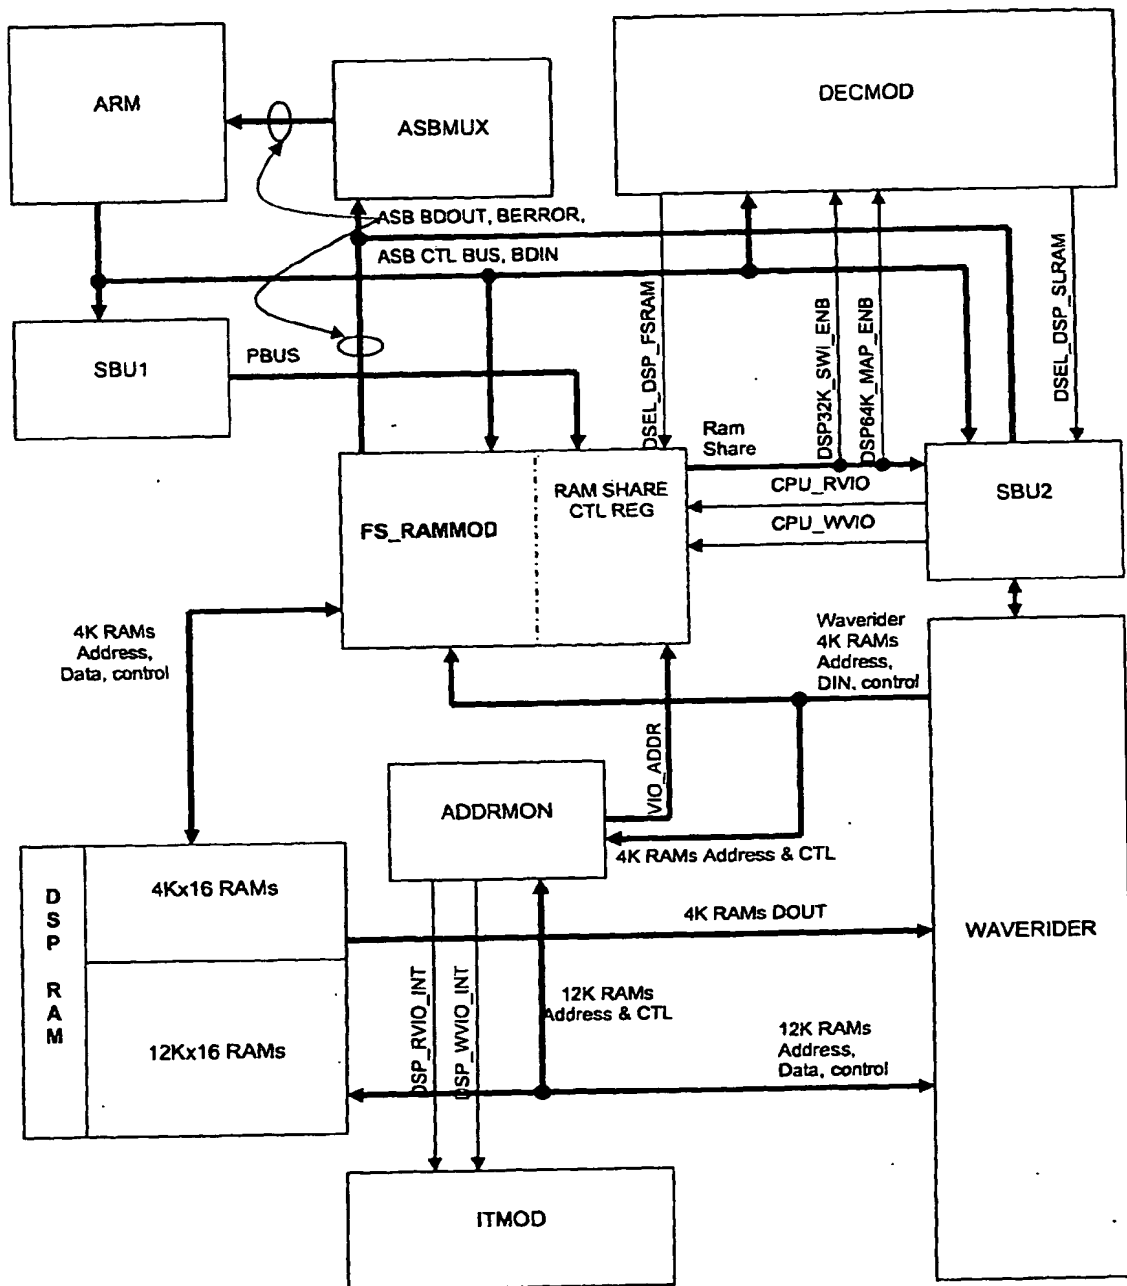 ARM
ASBMUX
DECMOD
ASB BDOUT, BERROR,
ASB CTL BUS, BDIN
SBU1
PBUS
DSEL_DSP_FSRAM
DSP32K_SWI_ENB
DSP64K_MAP_ENB
DSEL_DSP_SLRAM
Ram
Share
CPU_RVIO
CPU_WVIO
SBU2
FS_RAMMOD
RAM SHARE
CTL REG
4K RAMs
Address,
Data, control
Waverider
4K RAMs
Address,
DIN, control
VIO_ADDR
ADDRMON
4K RAMs Address & CTL
DSP RAM
4Kx16 RAMs
12Kx16 RAMs
4K RAMs DOUT
WAVERIDER
DSP_RVIO_INT
DSP_WVIO_INT
12K RAMs
Address & CTL
12K RAMs
Address,
Data, control
ITMOD